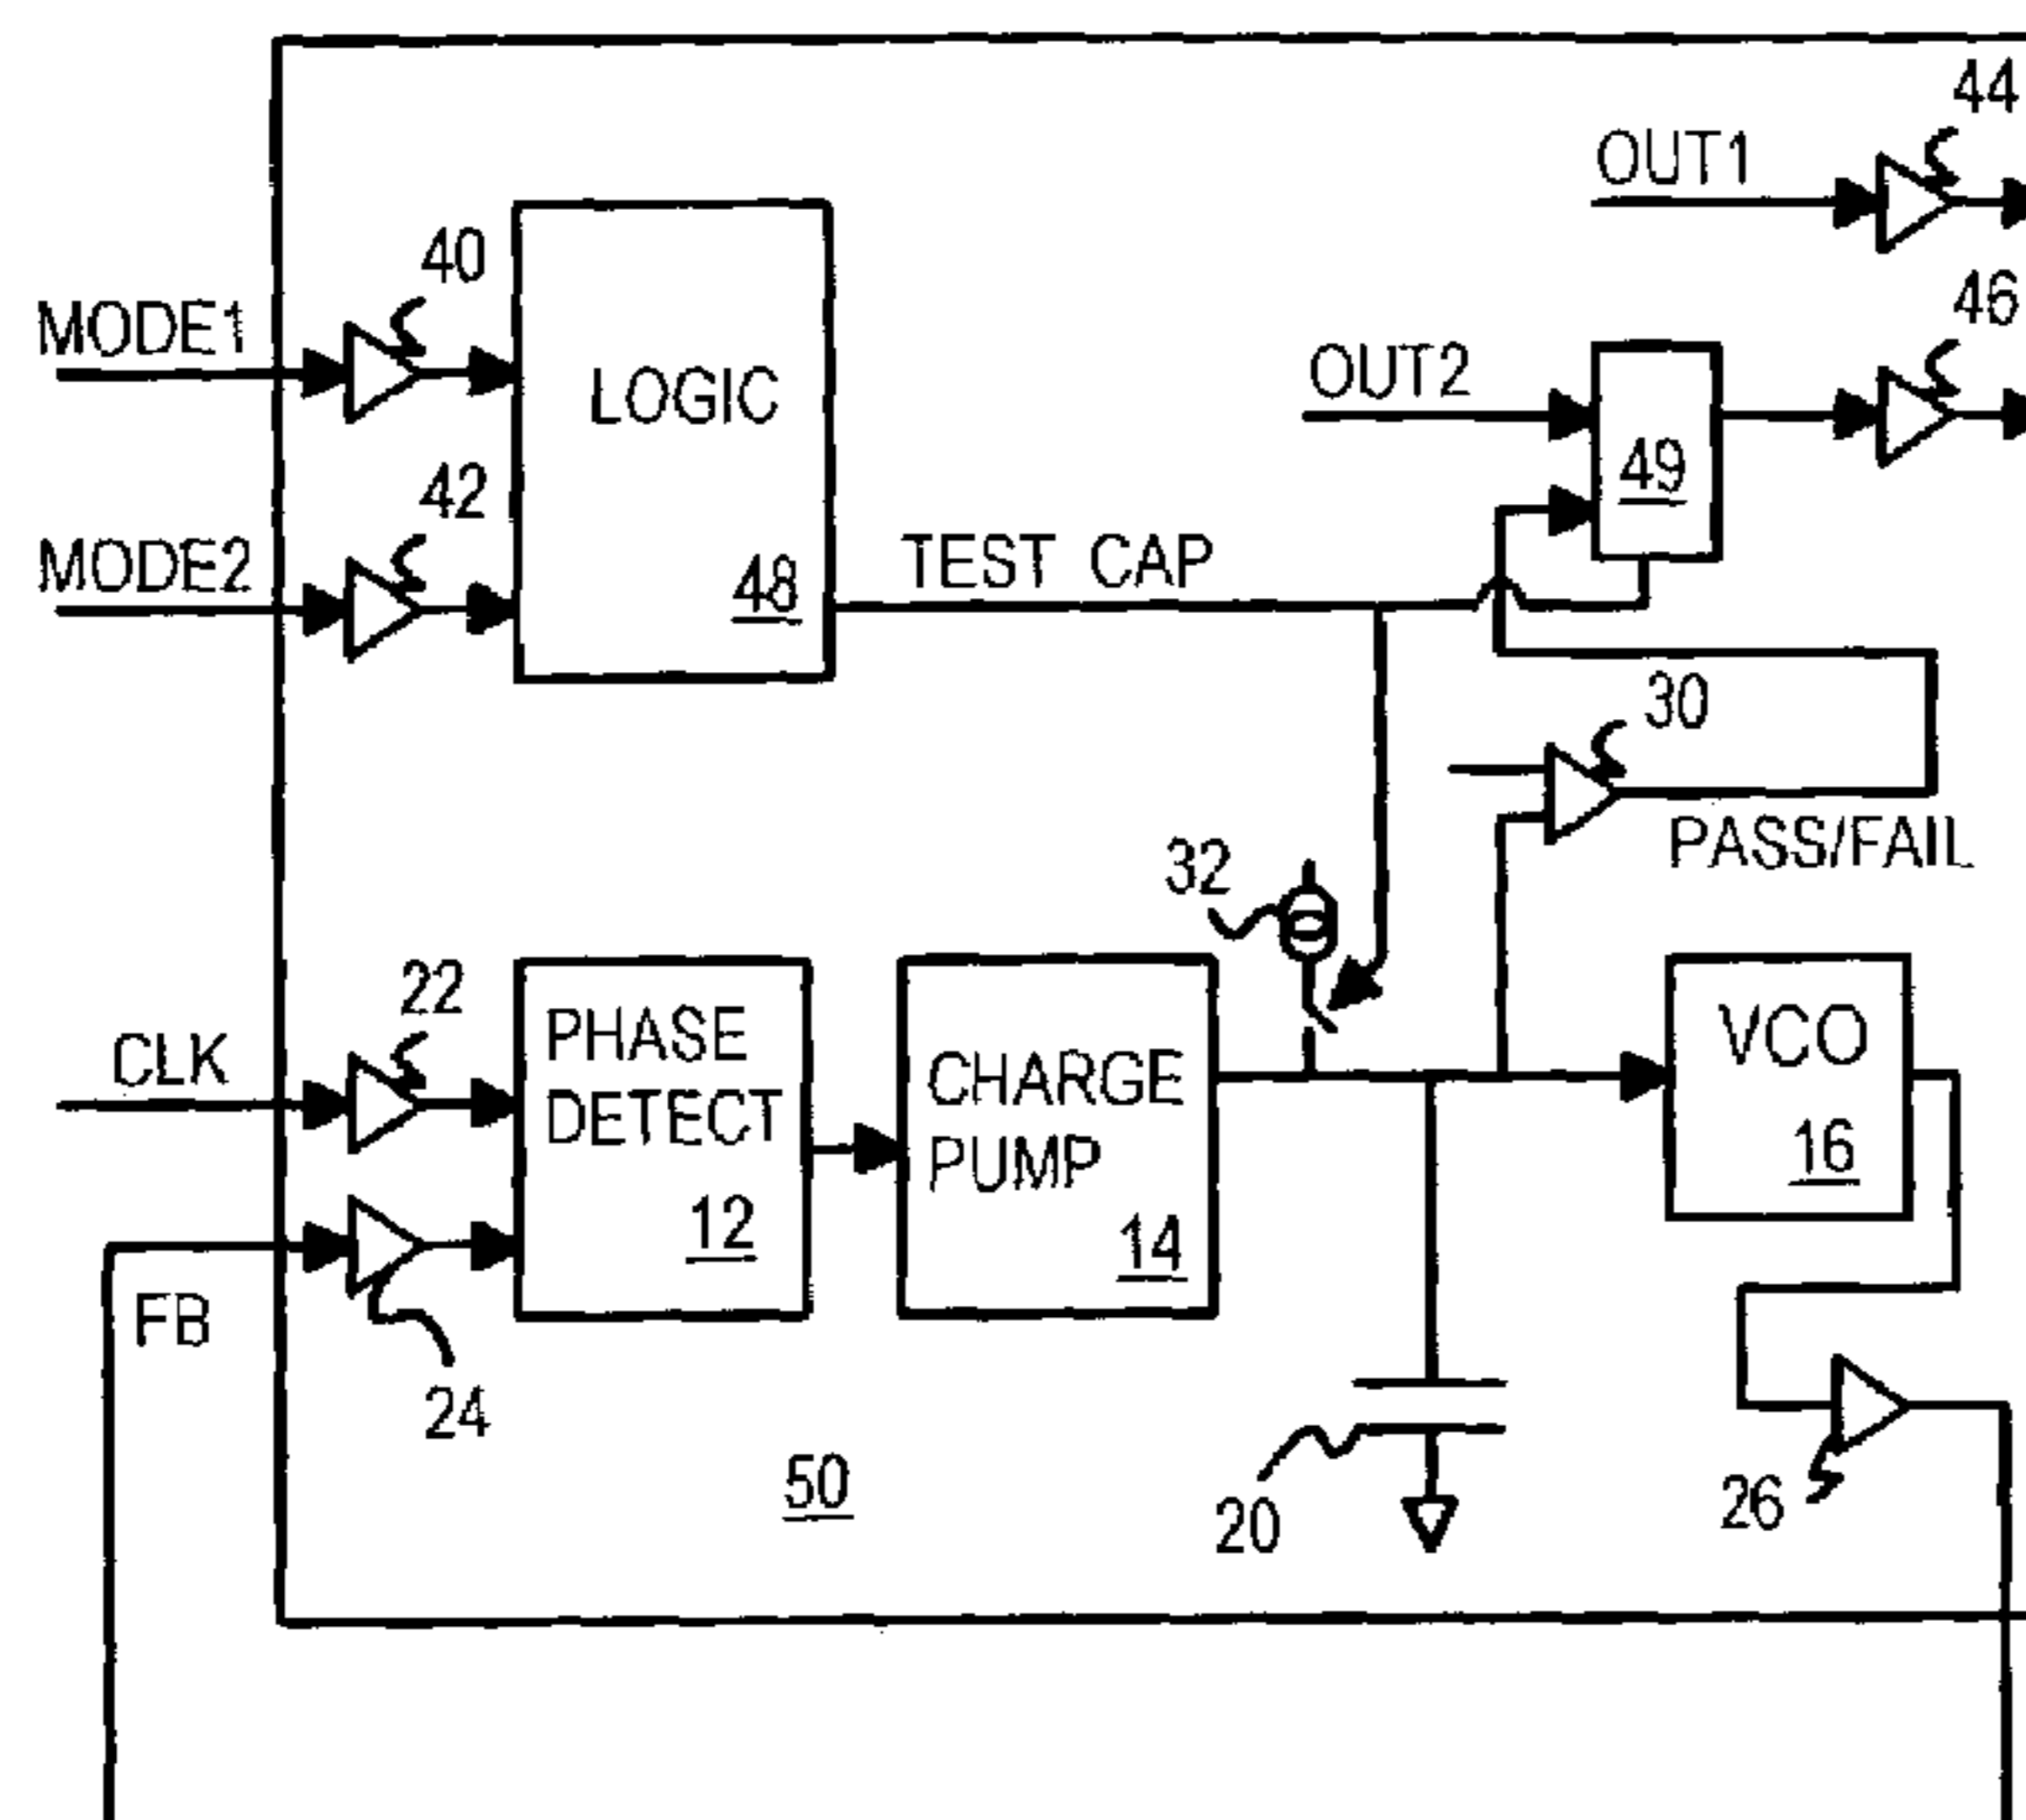 44
OUT1
40
46
MODE1
OUT2
LOGIC
49
42
MODE2
48
TEST CAP
30
PASS/FAIL
32
22
CLK
PHASE
DETECT
12
CHARGE
PUMP
14
VCO
16
FB
24
50
20
26